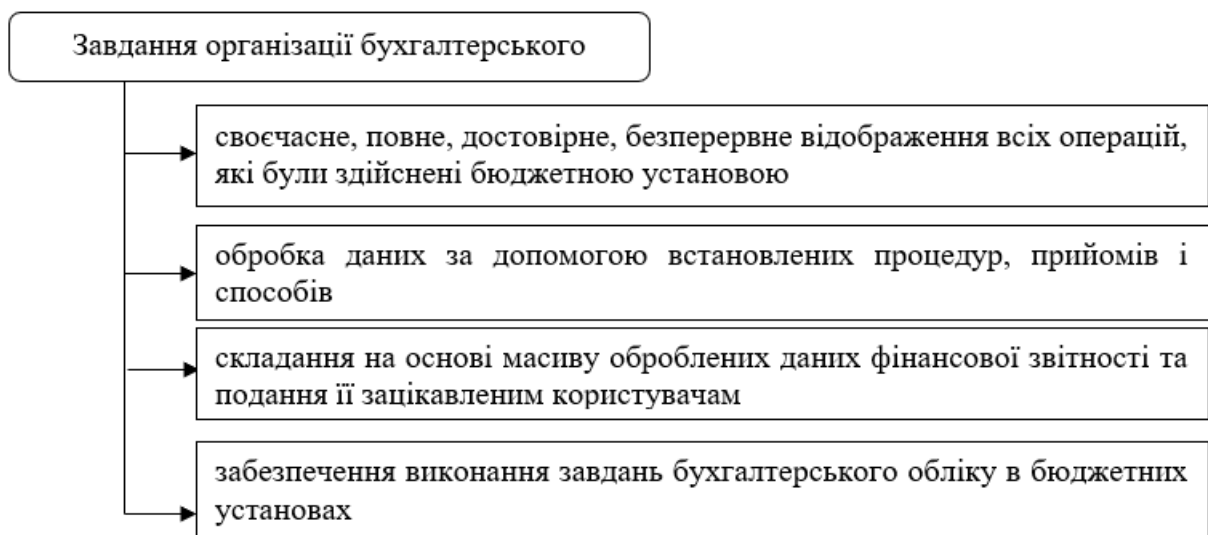 Завдання організації бухгалтерського
своєчасне, повне, достовірне, безперервне відображення всіх операцій,
які були здійснені бюджетною установою
обробка даних за допомогою встановлених процедур, прийомів і
способів
складання на основі масиву оброблених даних фінансової звітності та
подання її зацікавленим користувачам
забезпечення виконання завдань бухгалтерського обліку в бюджетних
установах